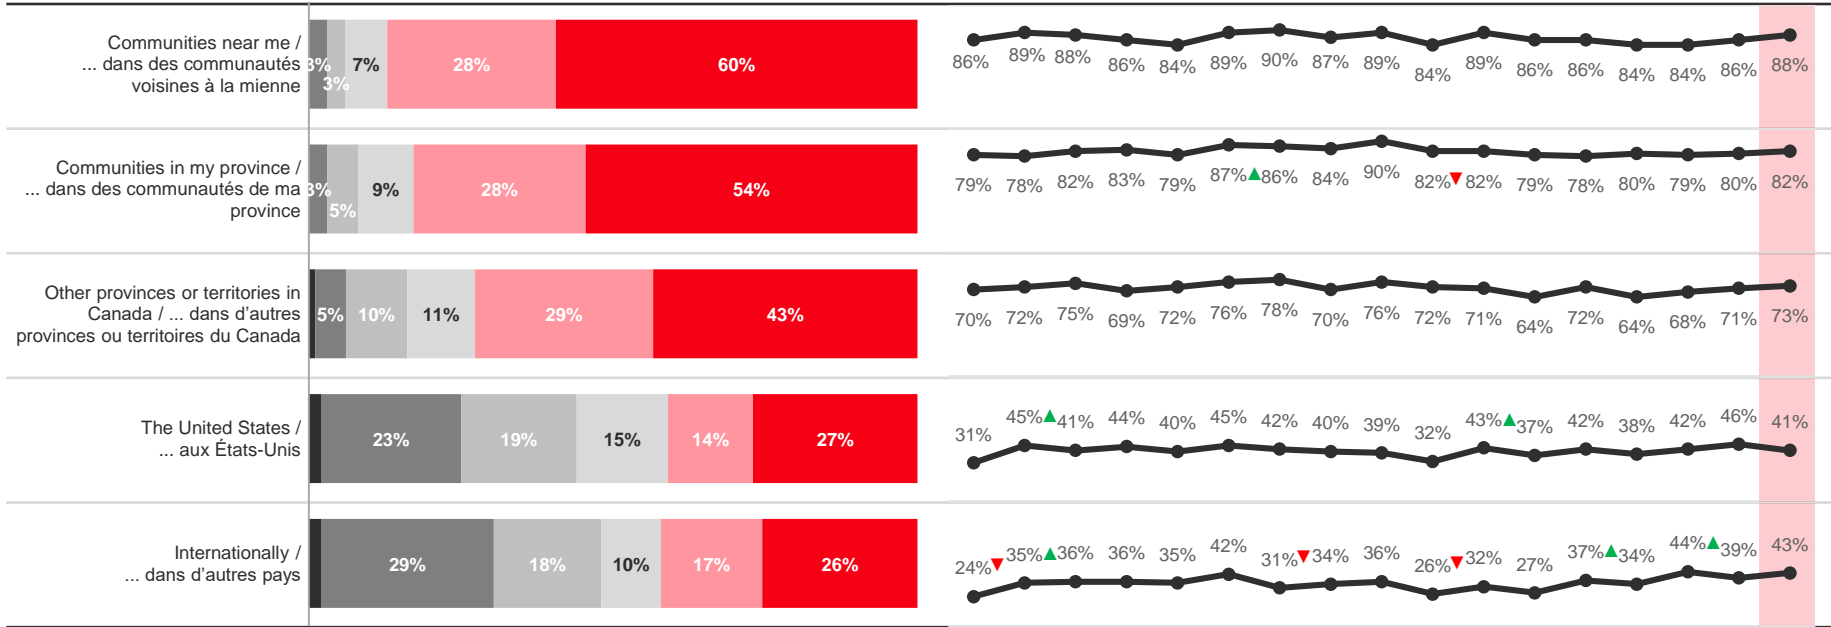 Communities near me /
... dans des communautés
voisines à la mienne
3%
3%
7%
28%
60%
86% 89% 88% 86% 84% 89% 90% 87% 89% 84% 89% 86% 86% 84% 84% 86% 88%
Communities in my province /
... dans des communautés de ma
province
3%
5%
9%
28%
54%
79% 78% 82% 83% 79% 87% 86% 84% 90% 82% 82% 79% 78% 80% 79% 80% 82%
Other provinces or territories in
Canada / ... dans d'autres
provinces ou territoires du Canada
5% 10% 11% 29% 43%
70% 72% 75% 69% 72% 76% 78% 70% 76% 72% 71% 64% 72% 64% 68% 71% 73%
The United States /
... aux États-Unis
23% 19% 15% 14% 27%
31% 45% 41% 44% 40% 45% 42% 40% 39% 32% 43% 37% 42% 38% 42% 46% 41%
Internationally /
... dans d'autres pays
29% 18% 10% 17% 26%
24% 35% 36% 36% 35% 42% 31% 34% 36% 26% 32% 27% 37% 34% 44% 39% 43%